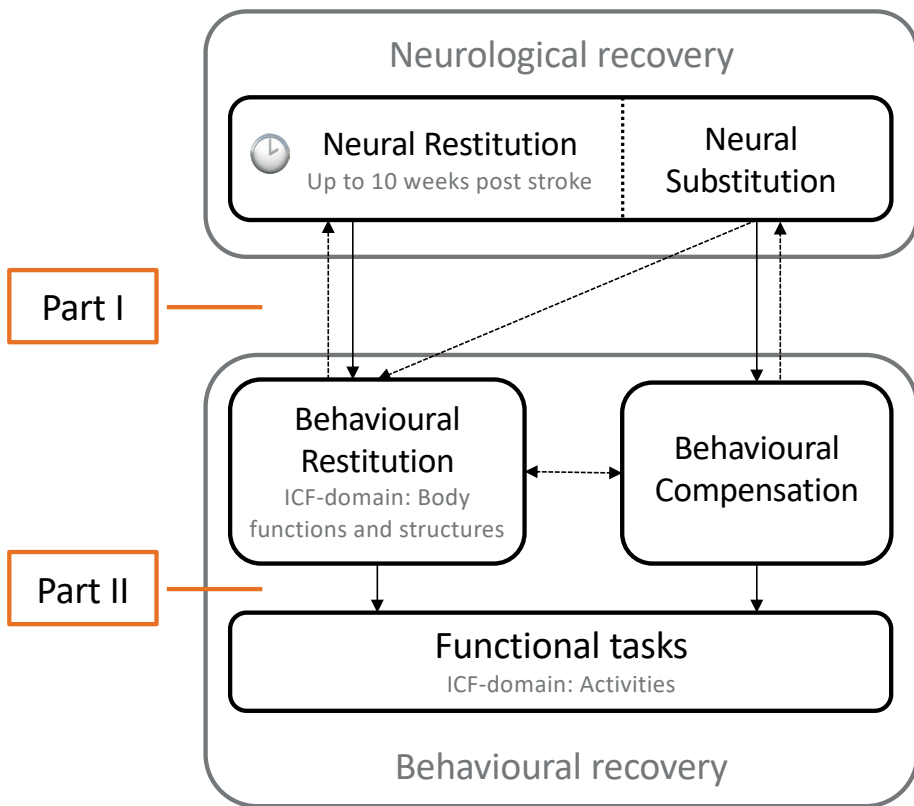 Neurological recovery
Neural Restitution
Up to 10 weeks post stroke
Neural
Substitution
Part I
Behavioural
Restitution
ICF-domain: Body
functions and structures
Behavioural
Compensation
Part II
Functional tasks
ICF-domain: Activities
Behavioural recovery